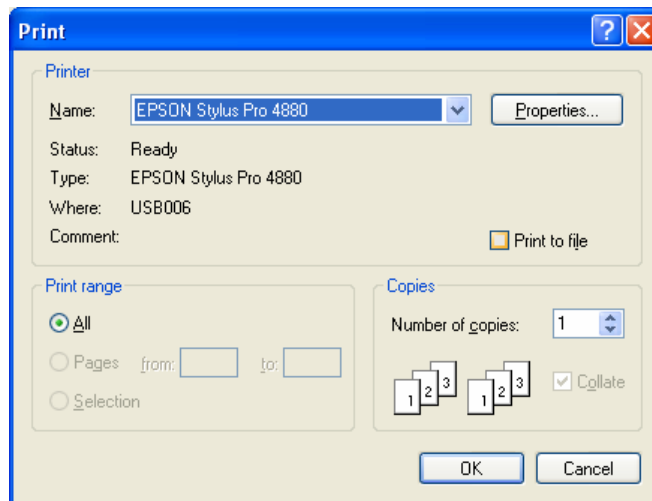 Print
Printer
Name: EPSON Stylus Pro 4880 Properties...
Status: Ready
Type: EPSON Stylus Pro 4880
Where: USB006
Comment: Print to file
Print range Copies
All Number of copies: 1
Pages from: to:
1 2 3 1 2 3 Collate
Selection
OK Cancel